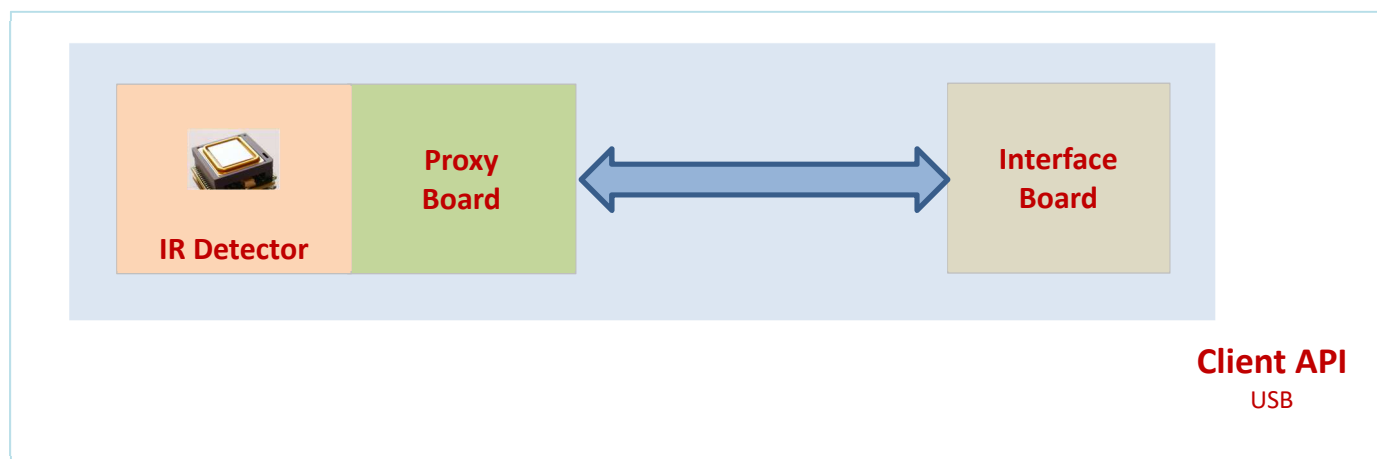 Proxy
Board
IR Detector
Interface
Board
Client API
USB